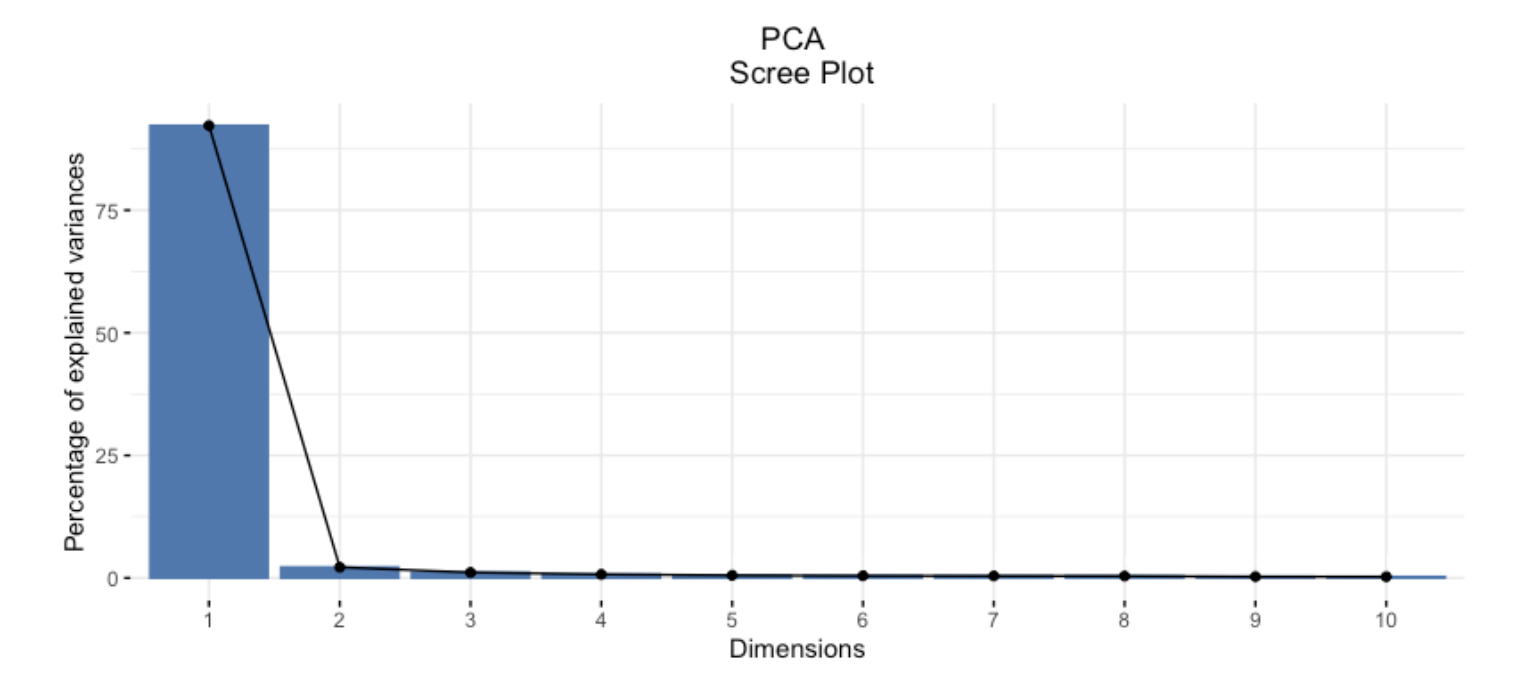 PCA
Scree Plot
Percentage of explained variances
75
50
25
0
1 2 3 4 5 6 7 8 9 10
Dimensions